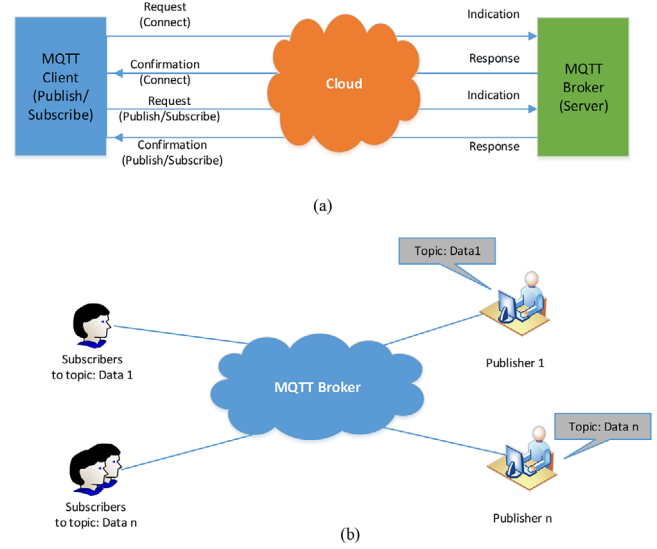 Request
(Connect)
Indication
MQTT
Client
(Publish/
Subscribe)
Confirmation
(Connect)
Response
Cloud
MQTT
Broker
(Server)
Request
(Publish/Subscribe)
Indication
Confirmation
(Publish/Subscribe)
Response
(a)
Topic: Data1
Subscribers
to topic: Data 1
Publisher 1
MQTT Broker
Topic: Data n
Subscribers
to topic: Data n
Publisher n
(b)